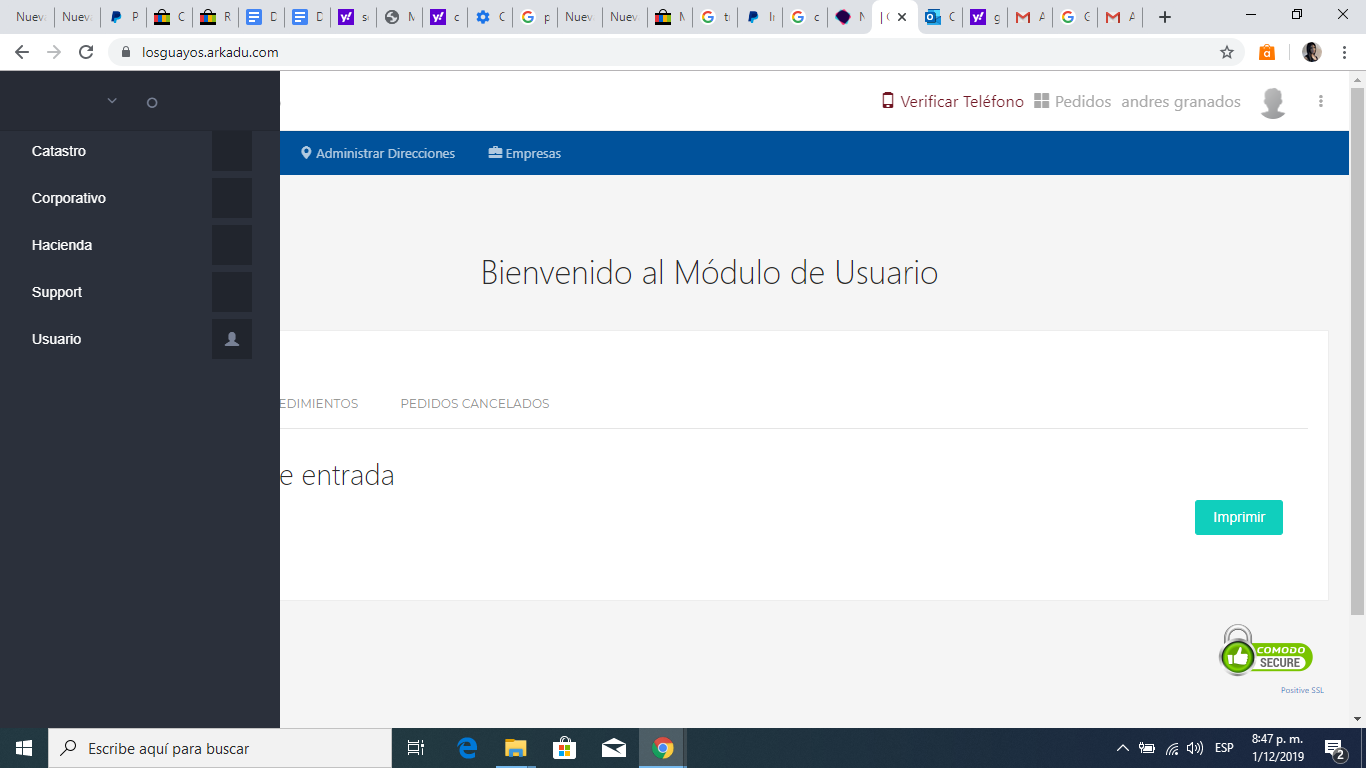 Nuev Nuev P C R D D se M c C p Nuev Nuev M tr Ir c N | C C g A G A
losguayos.arkadu.com
Verificar Teléfono Pedidos andres granados
Catastro
Administrar Direcciones Empresas
Corporativo
Hacienda
Support
Usuario
Bienvenido al Módulo de Usuario
EDIMIENTOS PEDIDOS CANCELADOS
e entrada
Imprimir
COMODO
SECURE
Positive SSL
Escribe aquí para buscar
ESP
8:47 p. m.
1/12/2019
2